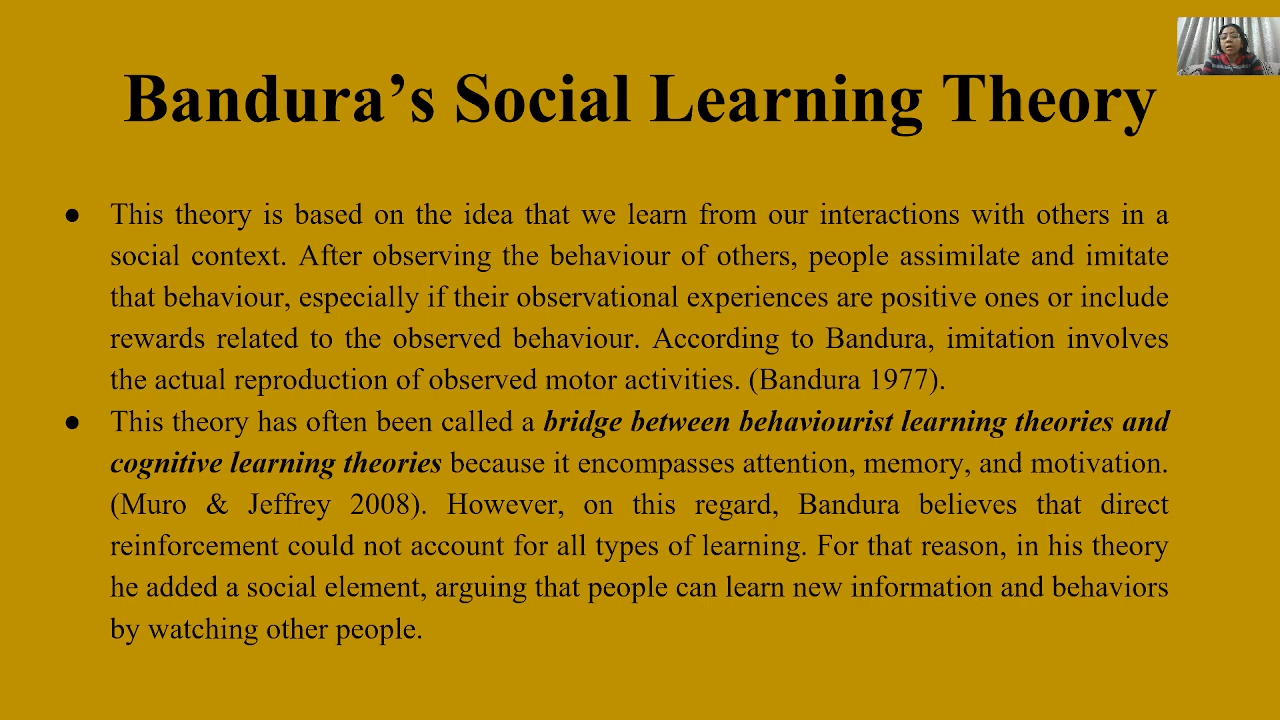 Bandura’s Social Learning Theory
● This theory is based on the idea that we learn from our interactions with others in a
social context. After observing the behaviour of others, people assimilate and imitate
that behaviour, especially if their observational experiences are positive ones or include
rewards related to the observed behaviour. According to Bandura, imitation involves
the actual reproduction of observed motor activities. (Bandura 1977).
● This theory has often been called a bridge between behaviourist learning theories and
cognitive learning theories because it encompasses attention, memory, and motivation.
(Muro & Jeffrey 2008). However, on this regard, Bandura believes that direct
reinforcement could not account for all types of learning. For that reason, in his theory
he added a social element, arguing that people can learn new information and behaviors
by watching other people.